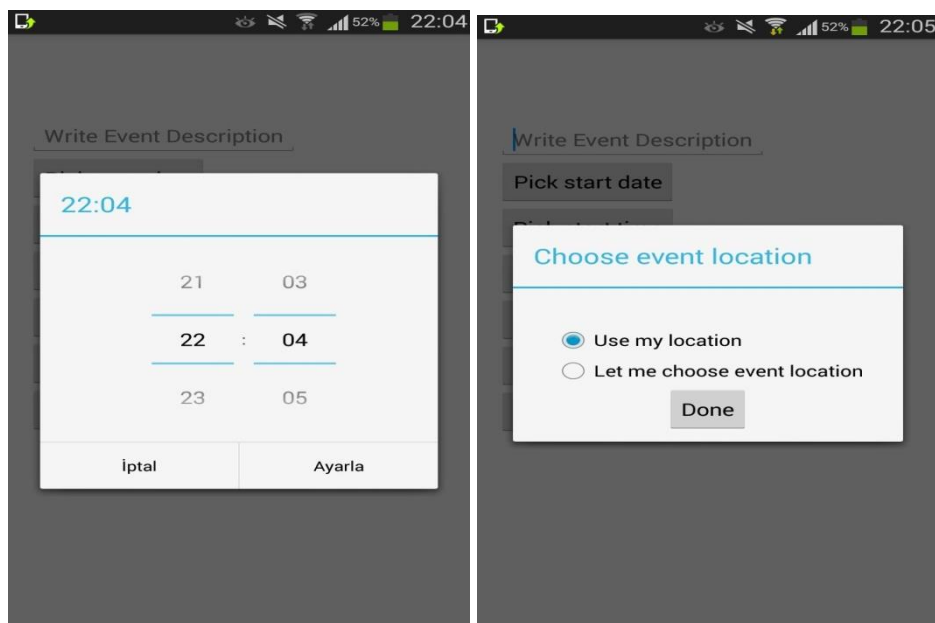 52% 22:04
Write Event Description
22:04
21 03
22 : 04
23 05
İptal Ayarla
52% 22:05
Write Event Description
Pick start date
Choose event location
Use my location
Let me choose event location
Done